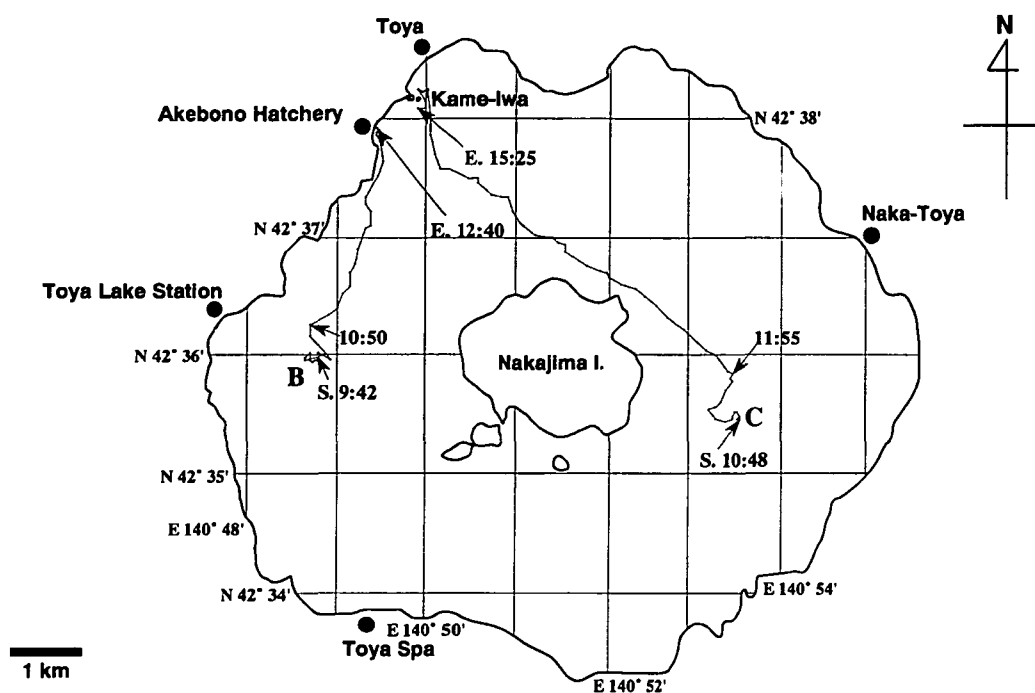 Toya
N
Kame-Iwa
Akebono Hatchery
N 42° 38'
E. 15:25
Naka-Toya
N 42° 37'
E. 12:40
Toya Lake Station
10:50
11:55
N 42° 36'
Nakajima I.
B
S. 9:42
C
S. 10:48
N 42° 35'
E 140° 48'
N 42° 34'
E 140° 54'
E 140° 50'
Toya Spa
1 km
E 140° 52'